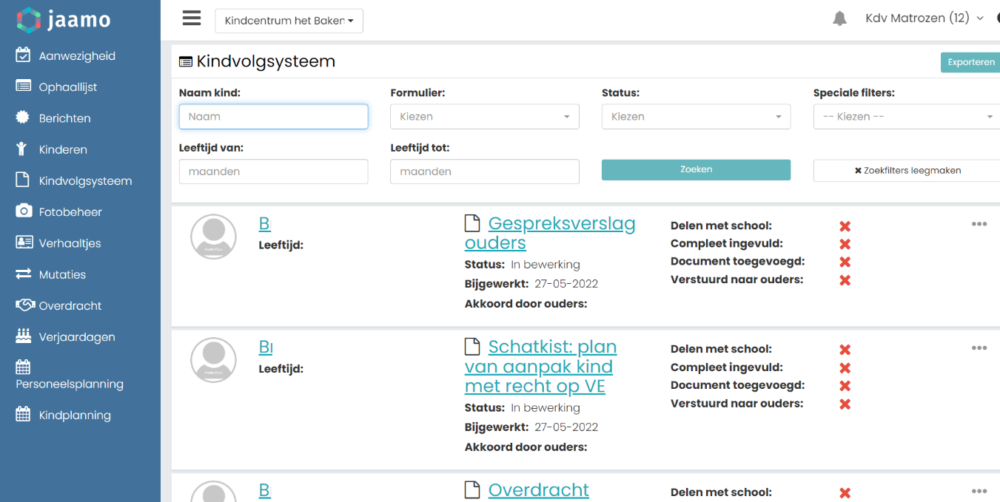 jaamo
Aanwezigheid
Ophaallijst
Berichten
Kinderen
Kindvolgsysteem
Fotobeheer
Verhaaltjes
Mutaties
Overdracht
Verjaardagen
Personeelsplanning
Kindplanning
Kindcentrum het Baken
Kdv Matrozen (12)
Kindvolgsysteem
Exporteren
Naam kind: Formulier: Status: Speciale filters:
Naam Kiezen Kiezen -- Kiezen --
Leeftijd van: Leeftijd tot:
maanden maanden Zoeken Zoekfilters leegmaken
B
Leeftijd:
Gespreksverslag
ouders
Status: In bewerking
Bijgewerkt: 27-05-2022
Akkoord door ouders:
Delen met school:
Compleet ingevuld:
Document toegevoegd:
Verstuurd naar ouders:
Leeftijd:
Schatkist: plan
van aanpak kind
met recht op VE
Status: In bewerking
Bijgewerkt: 27-05-2022
Akkoord door ouders:
Delen met school:
Compleet ingevuld:
Document toegevoegd:
Verstuurd naar ouders:
B
Overdracht
Delen met school: